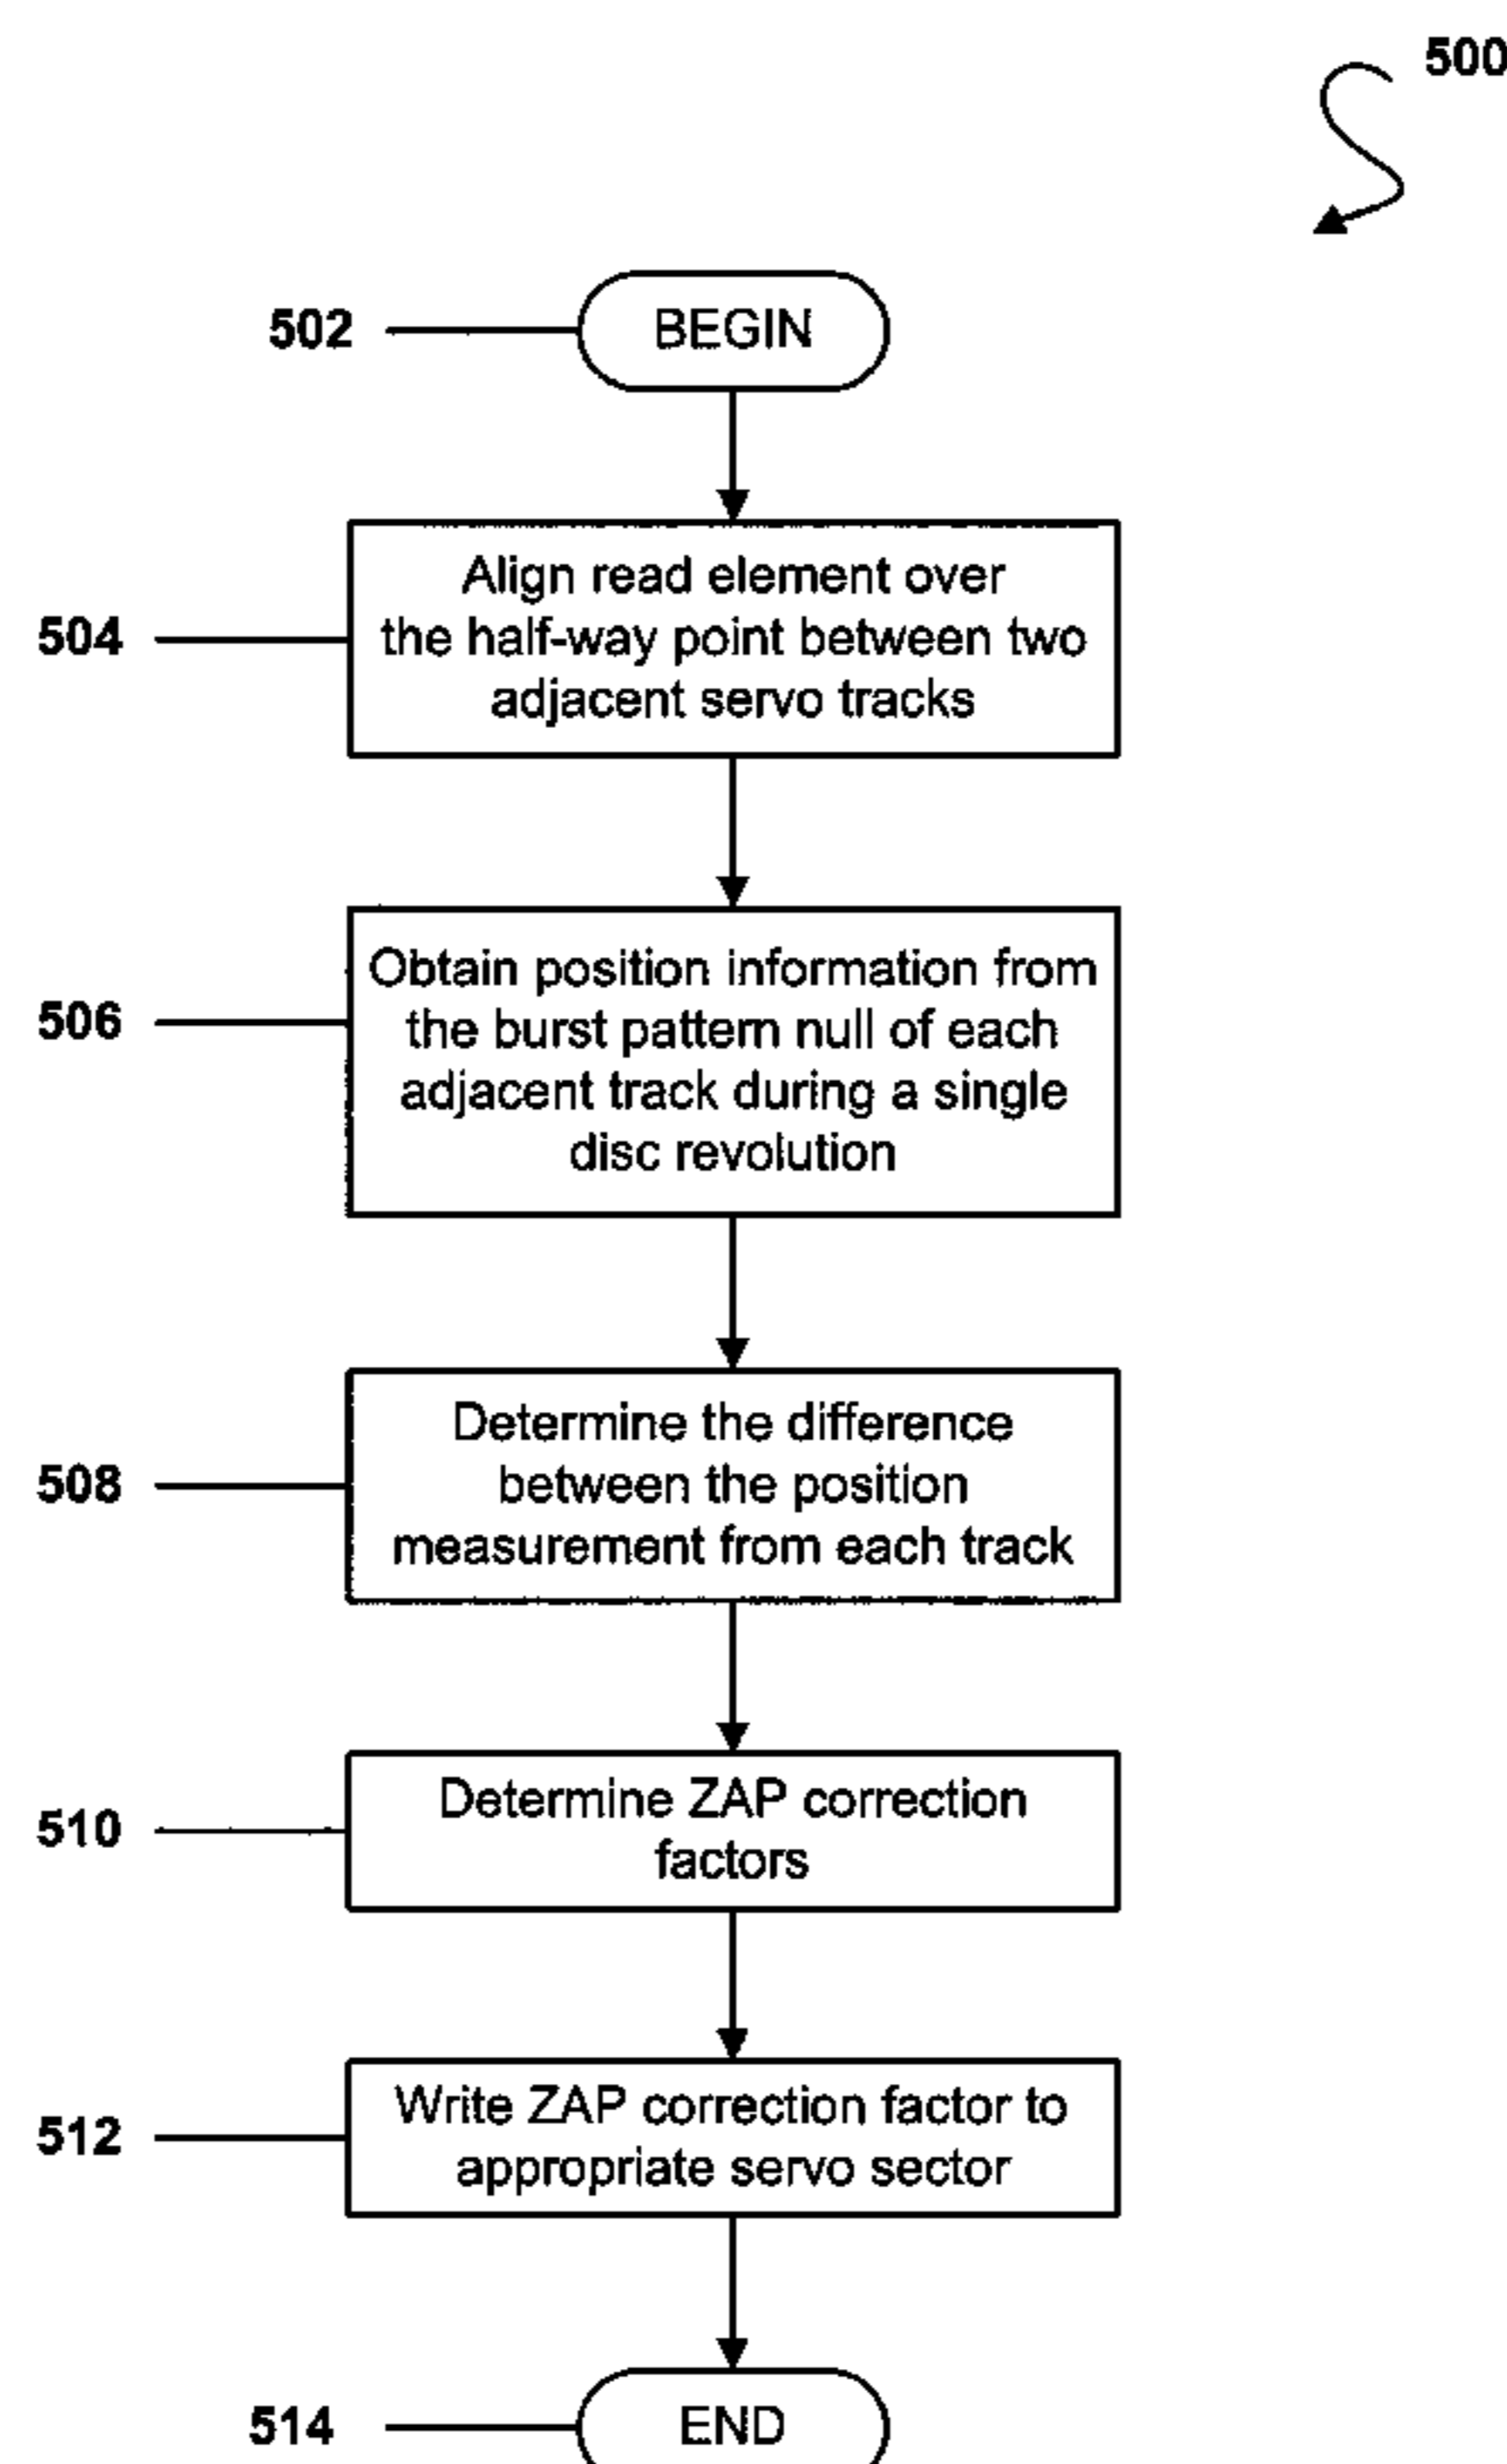 500
502
BEGIN
504
Align read element over
the half-way point between two
adjacent servo tracks
506
Obtain position information from
the burst pattern null of each
adjacent track during a single
disc revolution
508
Determine the difference
between the position
measurement from each track
510
Determine ZAP correction
factors
512
Write ZAP correction factor to
appropriate servo sector
514
END